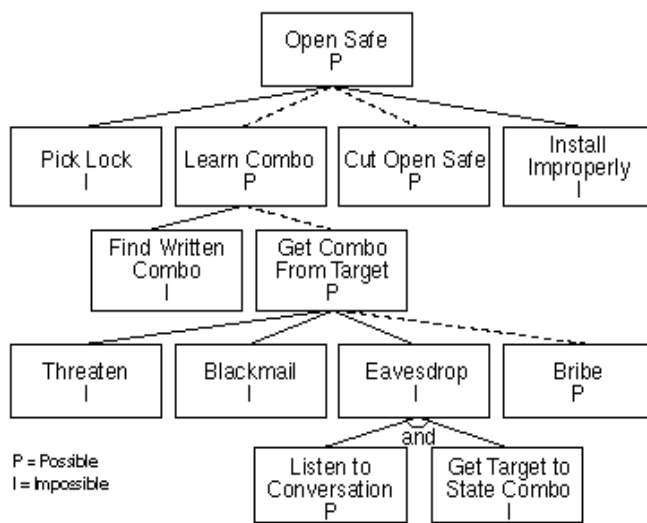 Open Safe
P
Pick Lock
I
Learn Combo
P
Cut Open Safe
P
Install
Improperly
I
Find Written
Combo
I
Get Combo
From Target
P
Threaten
I
Blackmail
I
Eavesdrop
I
Bribe
P
and
P = Possible
I = Impossible
Listen to
Conversation
P
Get Target to
State Combo
I